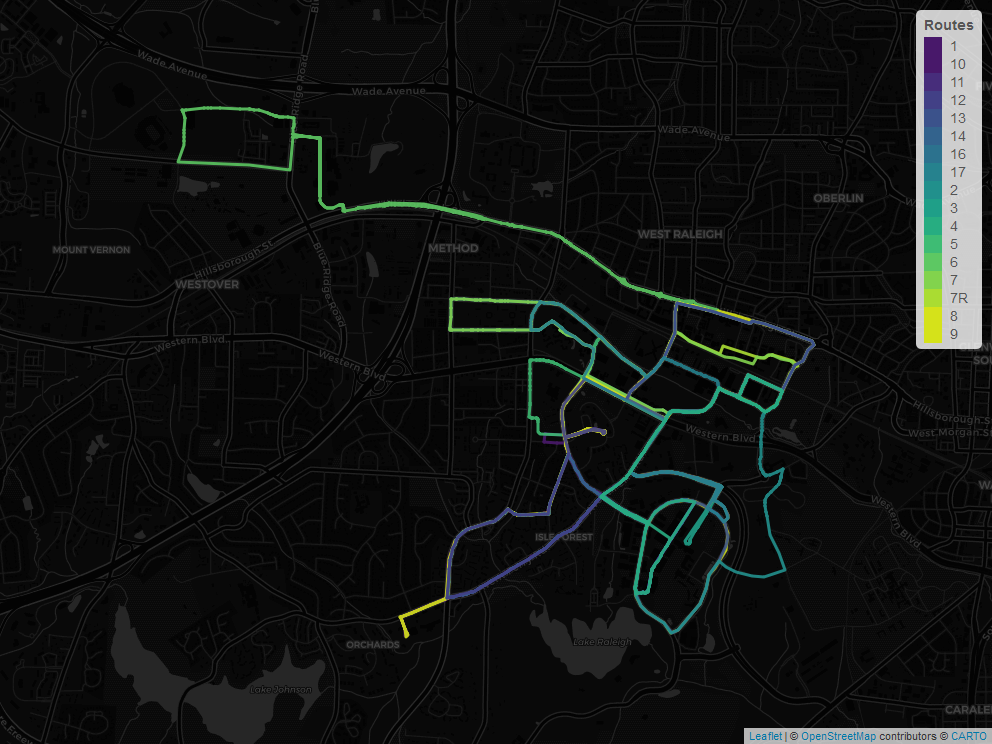 Wade Avenue
Wade Avenue
Wade Avenue
Ridge Road
OBERLIN
WEST RALEIGH
MOUNT VERNON
METHOD
Hillsborough St
WESTOVER
Blue Ridge Road
Western Blvd
Western Blvd
Hillsborough St
West Morgan St
Western Blvd
Western Blvd
ISLE FOREST
Lake Raleigh
ORCHARDS
Lake Johnson
CARALE
Routes
1
10
11
12
13
14
16
17
2
3
4
5
6
7
7R
8
9
Leaflet | © OpenStreetMap contributors © CARTO